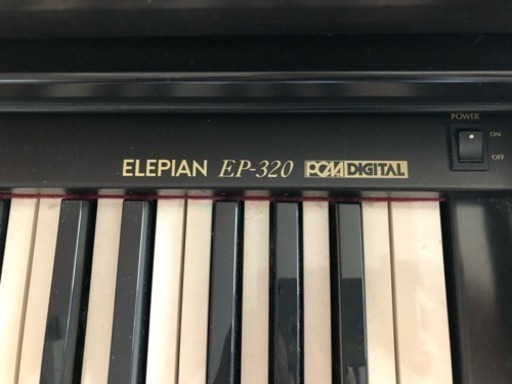 POWER
ON
OFF
ELEPIAN EP-320 PCM DIGITAL